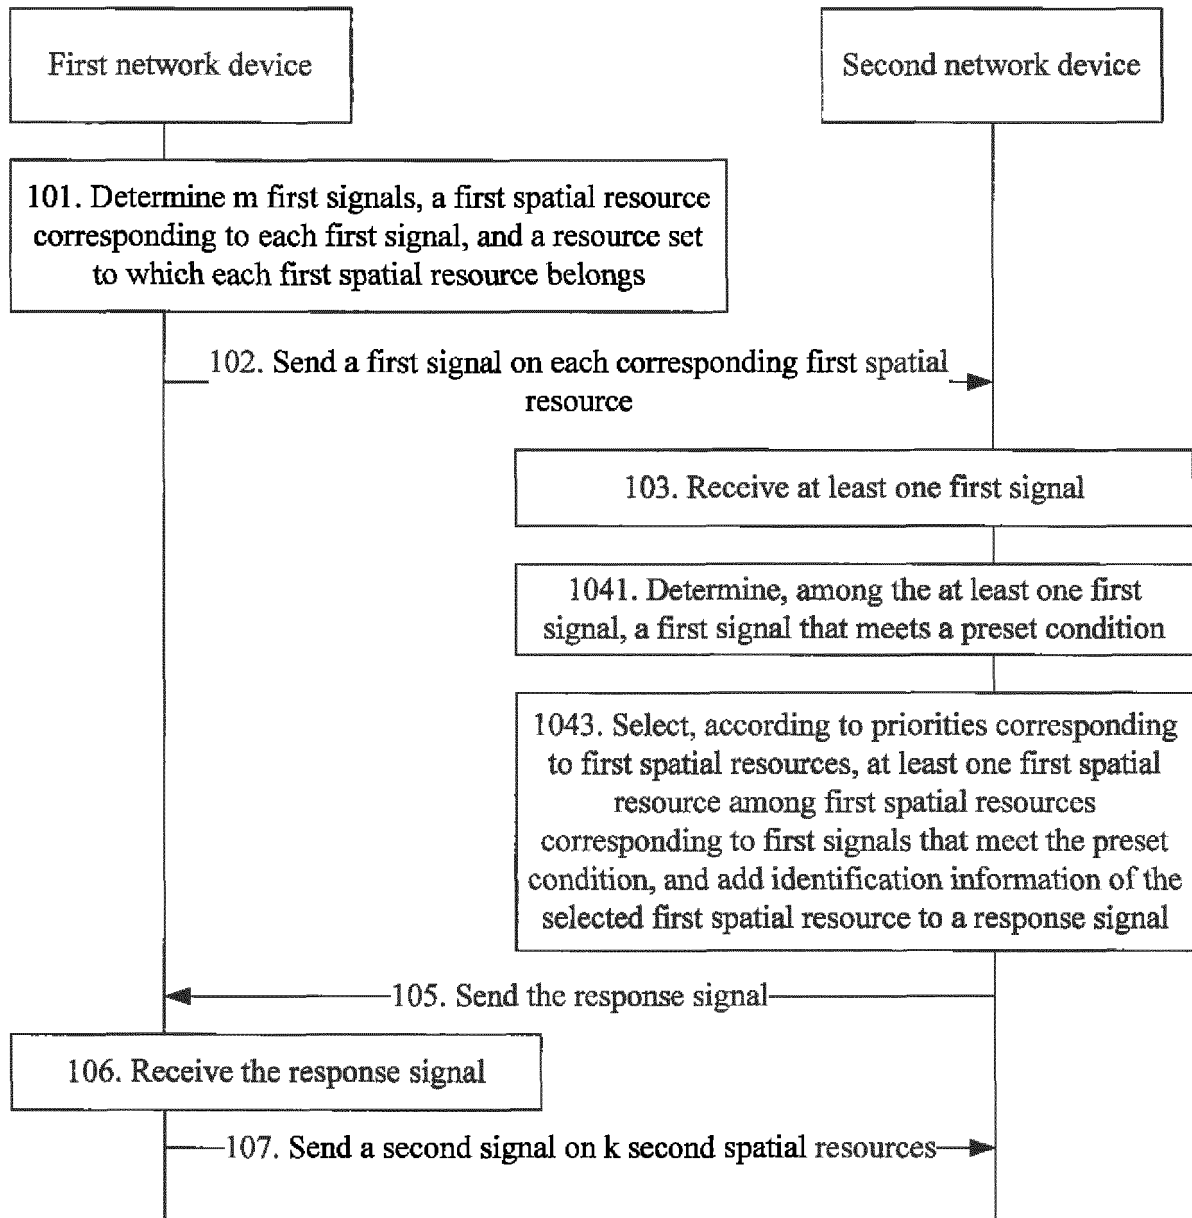 First network device
Second network device
101. Determine m first signals, a first spatial resource
corresponding to each first signal, and a resource set
to which each first spatial resource belongs
102. Send a first signal on each corresponding first spatial
resource
103. Receive at least one first signal
1041. Determine, among the at least one first
signal, a first signal that meets a preset condition
1043. Select, according to priorities corresponding
to first spatial resources, at least one first spatial
resource among first spatial resources
corresponding to first signals that meet the preset
condition, and add identification information of the
selected first spatial resource to a response signal
105. Send the response signal
106. Receive the response signal
107. Send a second signal on k second spatial resources